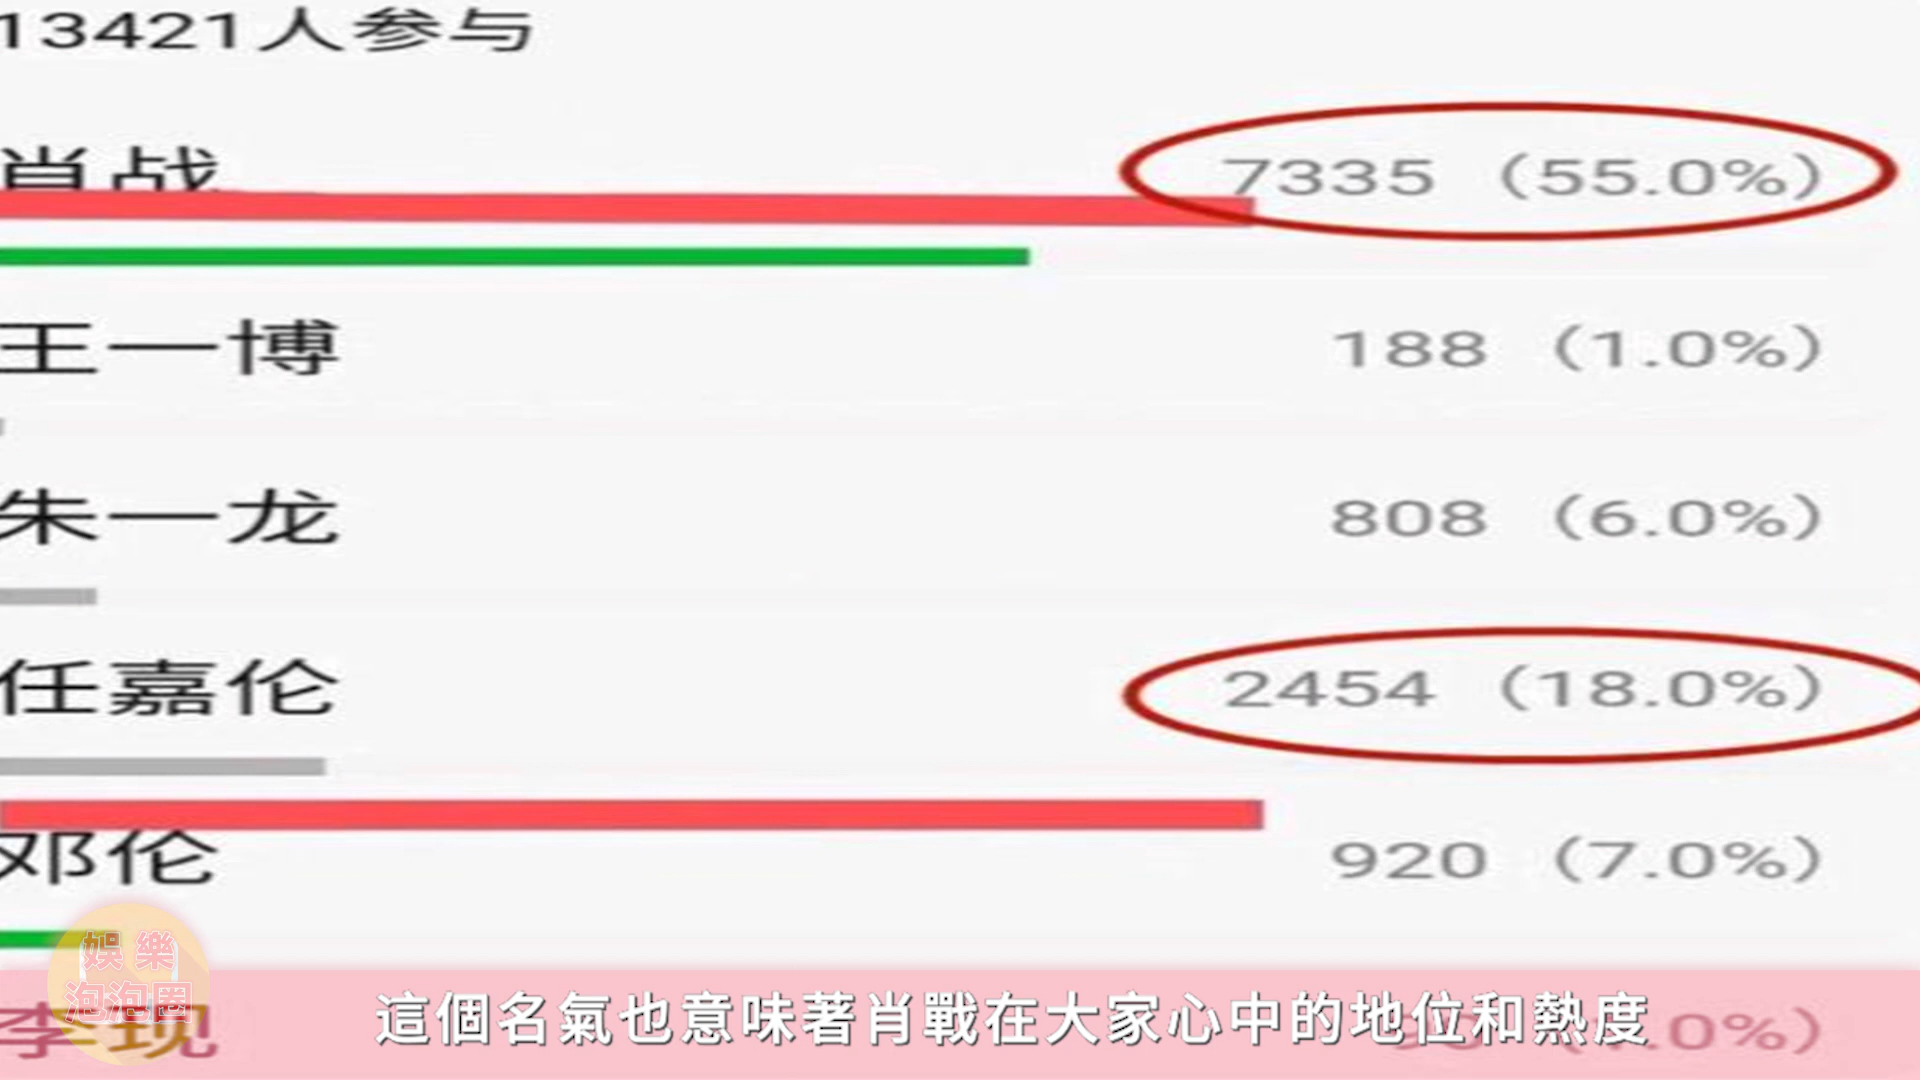 13421人参与
肖战
7335 (55.0%)
王一博
188 (1.0%)
朱一龙
808 (6.0%)
任嘉伦
2454 (18.0%)
邓伦
920 (7.0%)
娛樂
泡泡圈
李现
這個名氣也意味著肖戰在大家心中的地位和熱度